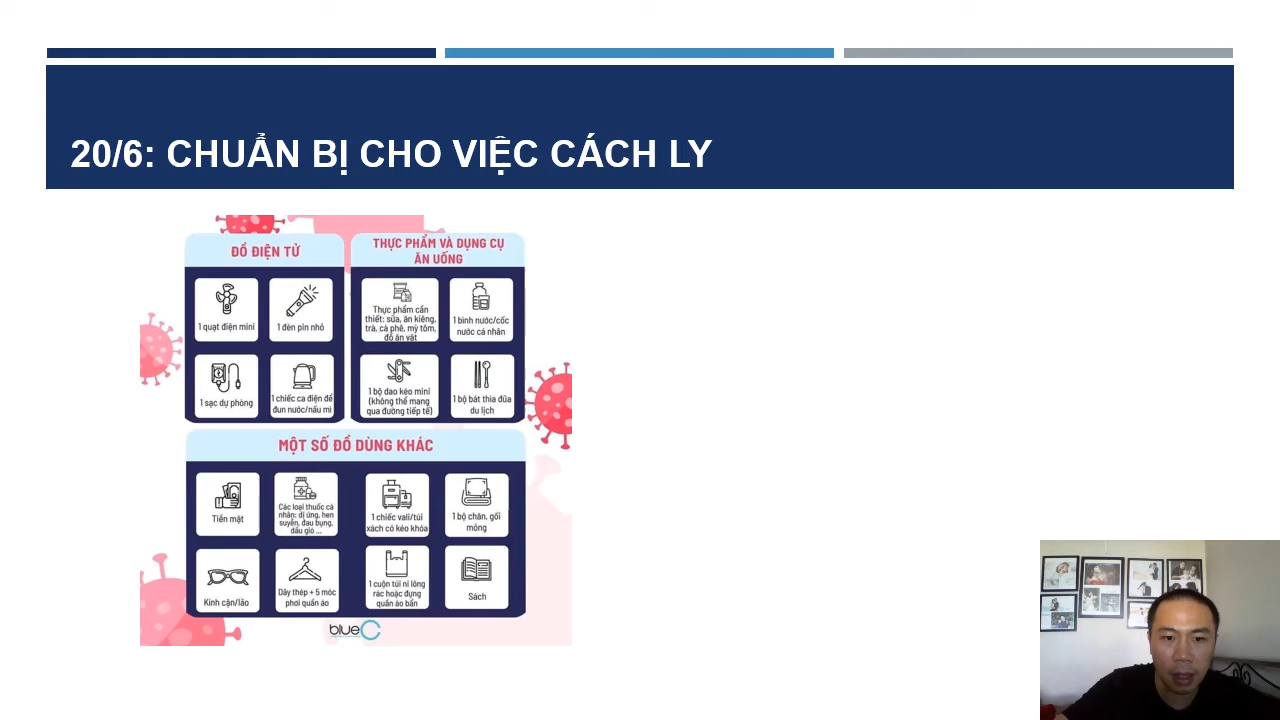 20/6: CHUẨN BỊ CHO VIỆC CÁCH LY
ĐỒ ĐIỆN TỬ
1 quạt điện mini
1 đèn pin nhỏ
1 sạc dự phòng
1 chiếc ca điện để
đun nước/nấu mì
THỰC PHẨM VÀ DỤNG CỤ
ĂN UỐNG
Thực phẩm cần
thiết: sữa, ăn kiêng,
trà, cà phê, mỳ tôm,
đồ ăn vặt
1 bình nước/cốc
nước cá nhân
1 bộ dao kéo mini
(không thể mang
qua đường tiếp tế)
1 bộ bát thìa đũa
du lịch
MỘT SỐ ĐỒ DÙNG KHÁC
Tiền mặt
Các loại thuốc cá
nhân: dị ứng, hen
suyễn, đau bụng,
dầu gió ...
1 chiếc vali/túi
xách có kéo khóa
1 bộ chăn, gối
mỏng
Kính cận/lão
Dây thép + 5 móc
phơi quần áo
1 cuộn túi ni lông
rác hoặc đựng
quần áo bẩn
Sách
blueC